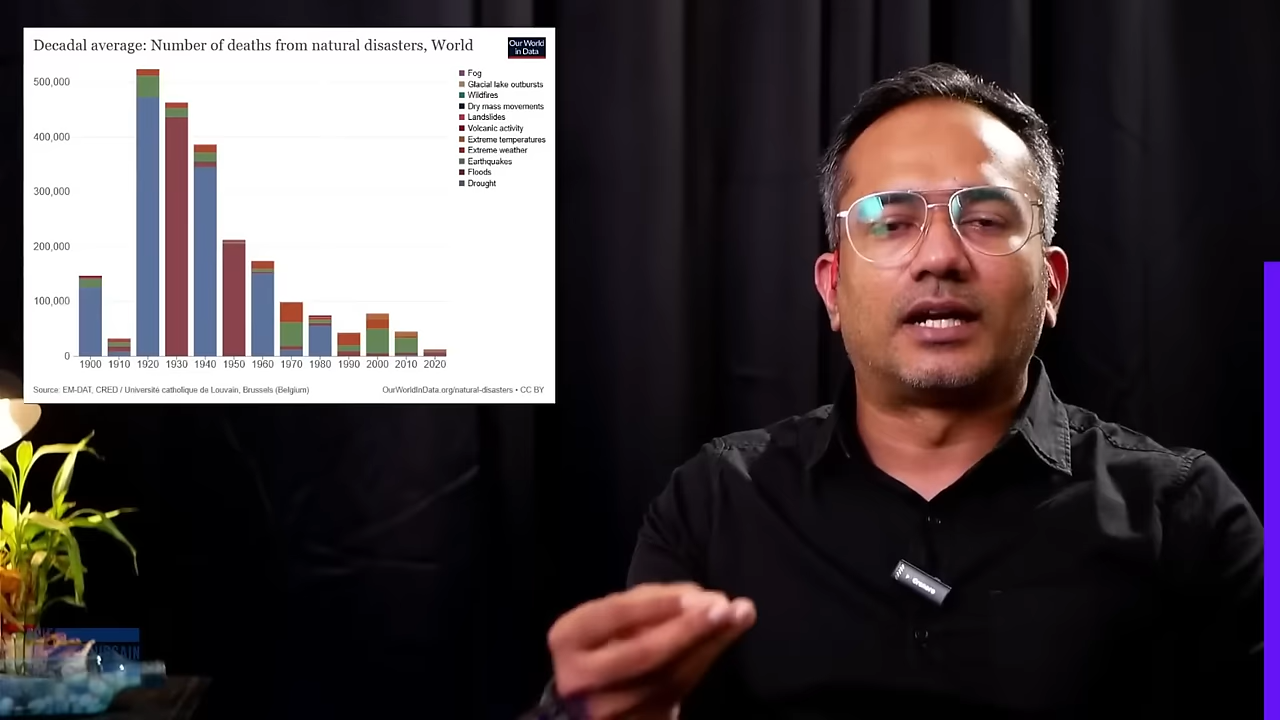 Decadal average: Number of deaths from natural disasters, World
Our World
in Data
500,000
400,000
300,000
200,000
100,000
0
1900 1910 1920 1930 1940 1950 1960 1970 1980 1990 2000 2010 2020
Fog
Glacial lake outbursts
Wildfires
Dry mass movements
Landslides
Volcanic activity
Extreme temperatures
Extreme weather
Earthquakes
Floods
Drought
Source: EM-DAT, CRED / Université catholique de Louvain, Brussels (Belgium)
OurWorldInData.org/natural-disasters • CC BY